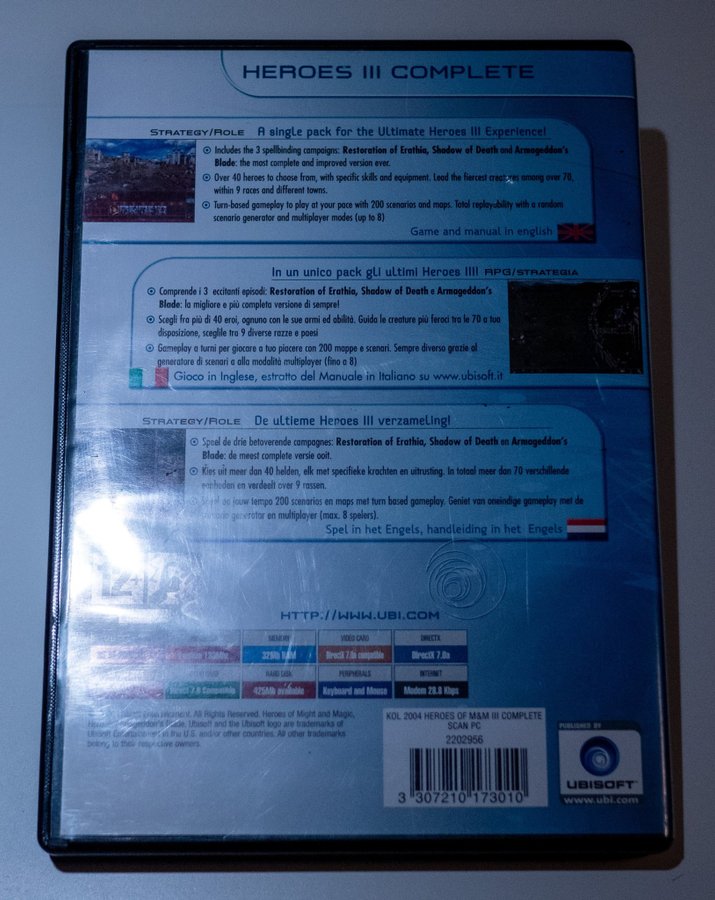 HEROES III COMPLETE
STRATEGY/ROLE A single pack for the Ultimate Heroes III Experience!
Includes the 3 spellbinding campaigns: Restoration of Erathia, Shadow of Death and Armageddon's
Blade: the most complete and improved version ever.
Over 40 heroes to choose from, with specific skills and equipment. Lead the fiercest creatures among over 70,
within 9 races and different towns.
Turn-based gameplay to play at your pace with 200 scenarios and maps. Total replayability with a random
scenario generator and multiplayer modes (up to 8)
Game and manual in english
In un unico pack gli ultimi Heroes III! RPG/STRATEGIA
Comprende i 3 eccitanti episodi: Restoration of Erathia, Shadow of Death e Armageddon's
Blade: la migliore e più completa versione di sempre!
Scegli fra più di 40 eroi, ognuno con le sue armi ed abilità. Guida le creature più feroci tra le 70 a tua
disposizione, sceglile tra 9 diverse razze e paesi
Gameplay a turni per giocare a tuo piacere con 200 mappe e scenari. Sempre diverso grazie al
generatore di scenari e alla modalità multiplayer (fino a 8)
Gioco in Inglese, estratto del Manuale in Italiano su www.ubisoft.it
STRATEGY/ROLE De ultieme Heroes III verzameling!
Speel de drie betoverende campagnes: Restoration of Erathia, Shadow of Death en Armageddon's
Blade: de meest complete versie ooit.
Kies uit meer dan 40 helden, elk met specifieke krachten en uitrusting. In totaal meer dan 70 verschillende
eenheden en verdeelt over 9 rassen.
op jouw tempo 200 scenarios en maps met turn based gameplay. Geniet van oneindige gameplay met de
generator en multiplayer (max. 8 spelers).
Spel in het Engels, handleiding in het Engels
HTTP://WWW.UBI.COM
MEMORY VIDEO CARD DIRECTX
32Mb RAM DirectX 7.0a compatible DirectX 7.0a
HARD DISK PERIPHERALS INTERNET
Compatible 425Mb available Keyboard and Mouse Modem 28.8 Kbps
All Rights Reserved. Heroes of Might and Magic,
Blade, Ubisoft and the Ubisoft logo are trademarks of
Ubisoft Entertainment in the U.S. and/or other countries. All other trademarks
belong to their respective owners.
KOL 2004 HEROES OF M&M III COMPLETE
SCAN PC
2202956
3 307210 173010
PUBLISHED BY
UBISOFT
www.ubi.com